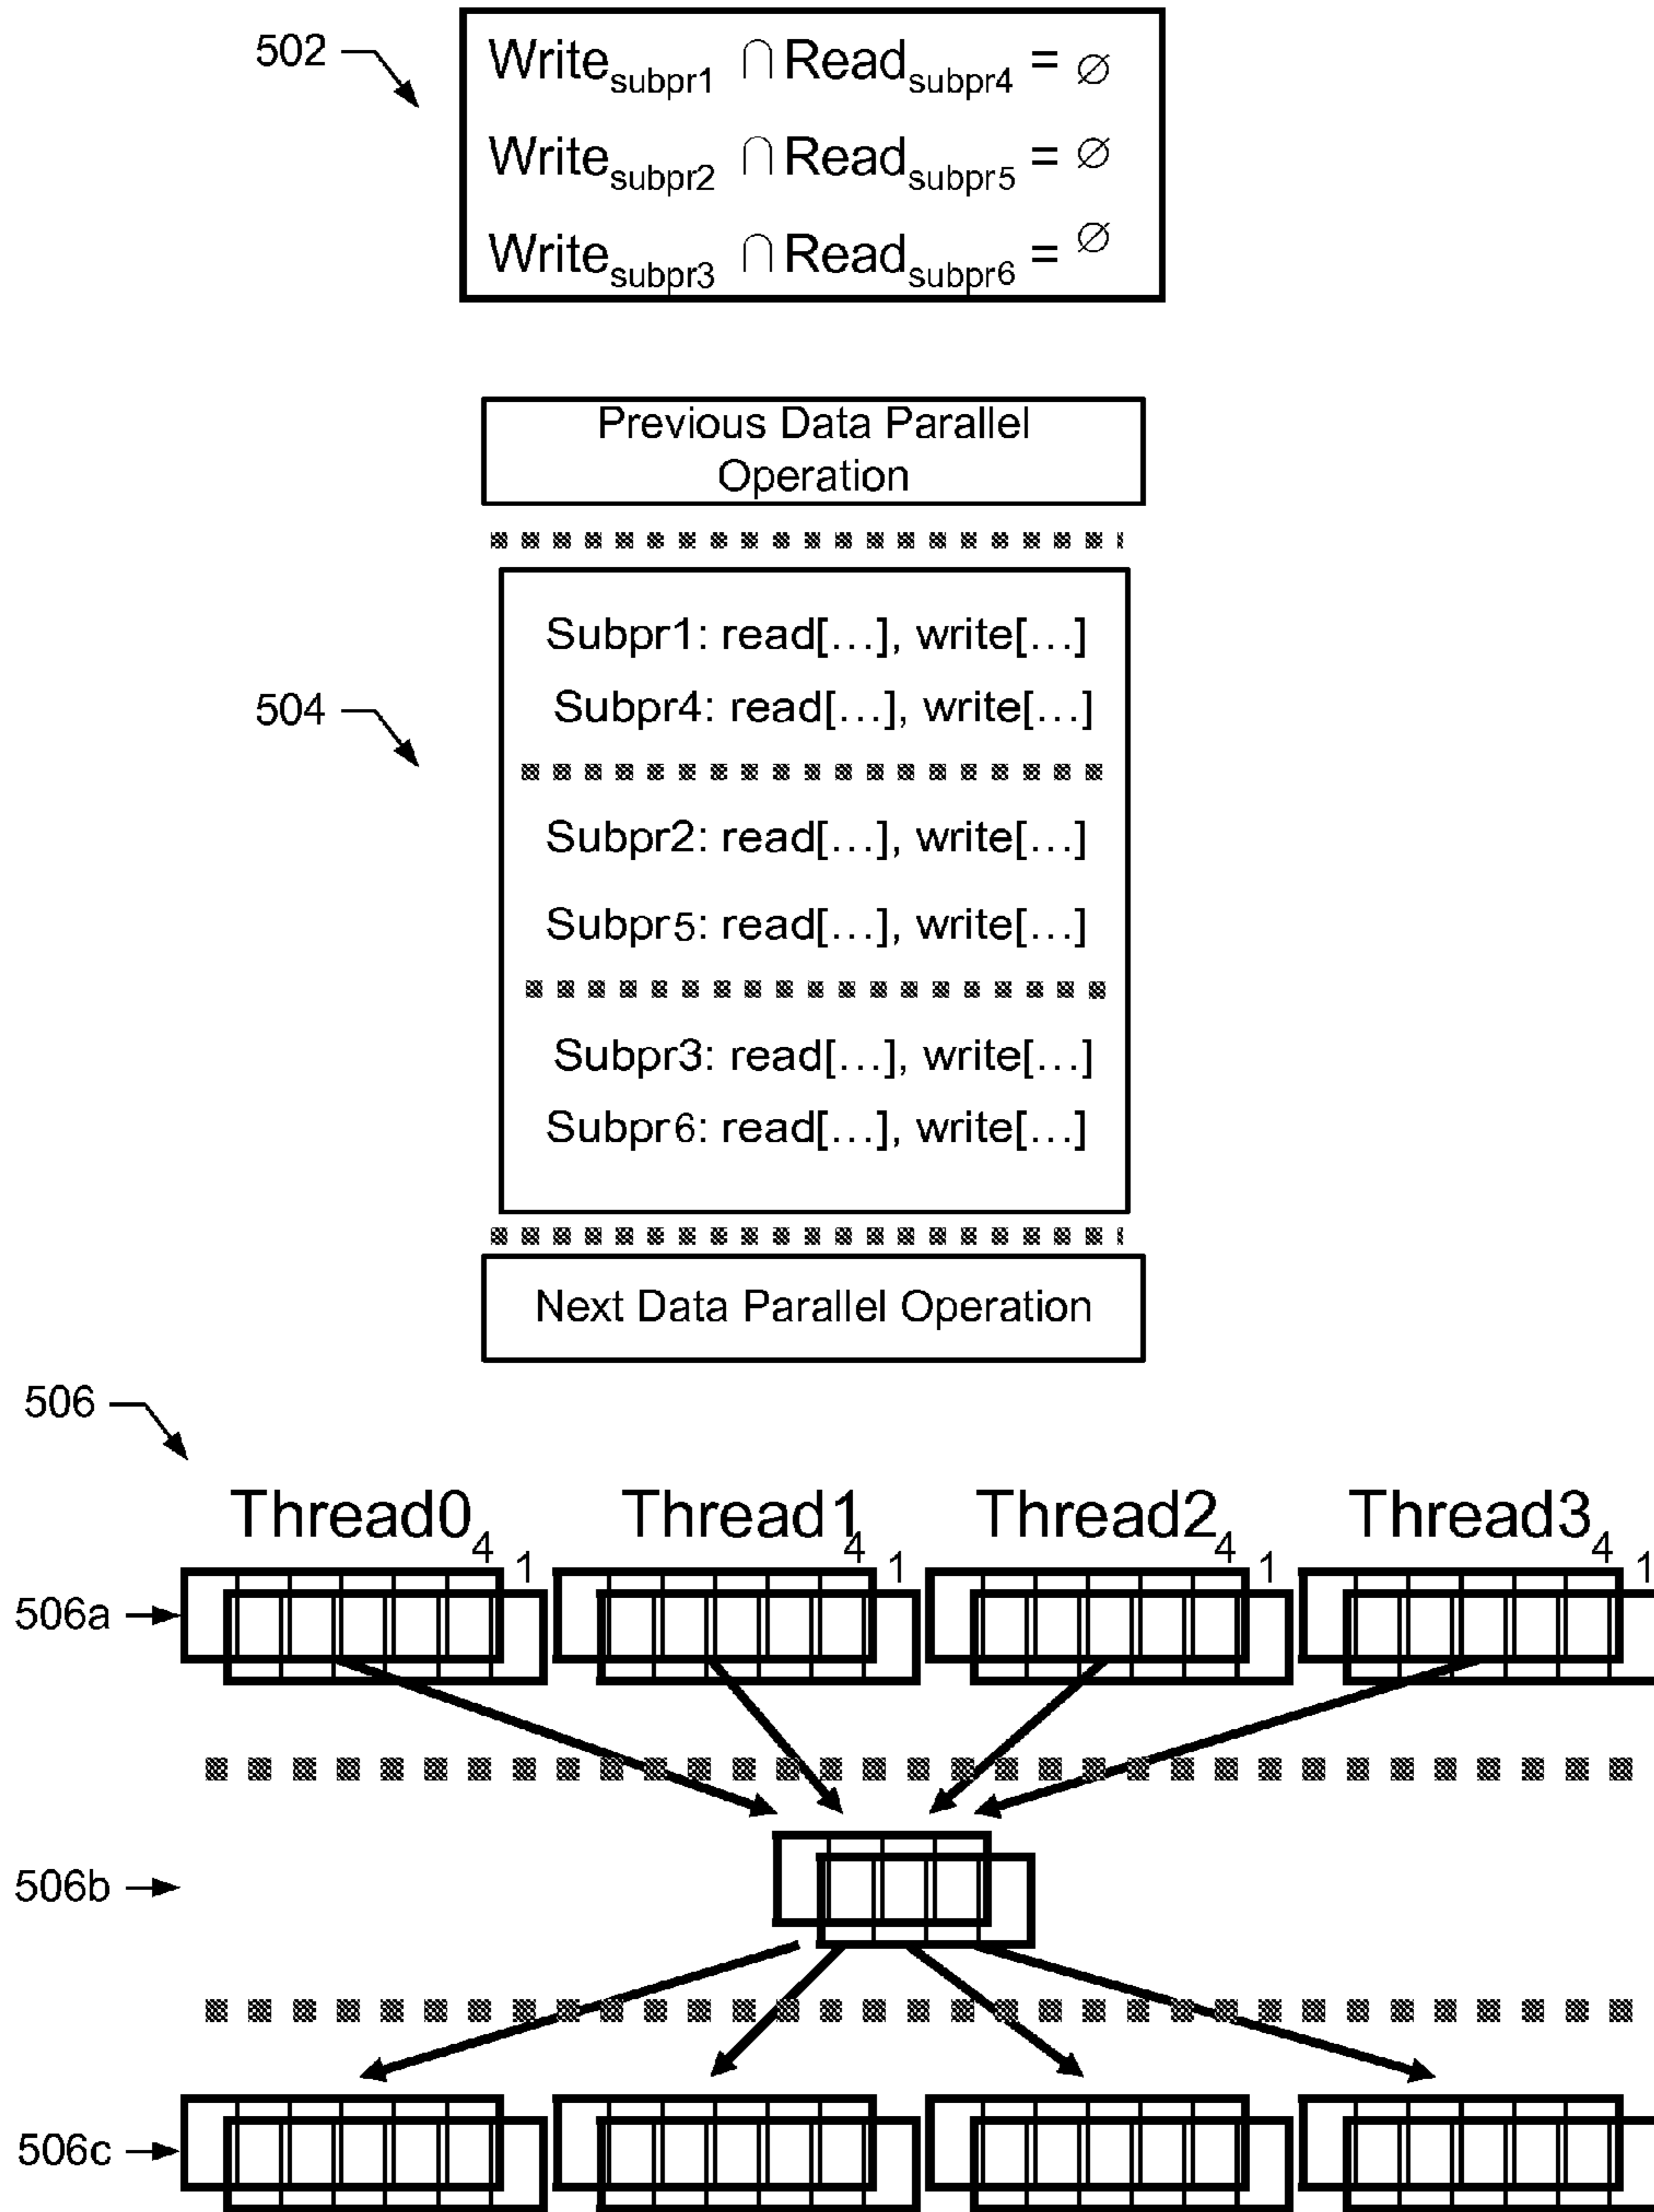 502
Write_subpr1 ∩ Read_subpr4 = ∅
Write_subpr2 ∩ Read_subpr5 = ∅
Write_subpr3 ∩ Read_subpr6 = ∅
Previous Data Parallel
Operation
504
Subpr1: read[...], write[...]
Subpr4: read[...], write[...]
Subpr2: read[...], write[...]
Subpr5: read[...], write[...]
Subpr3: read[...], write[...]
Subpr6: read[...], write[...]
Next Data Parallel Operation
506
Thread0 Thread1 Thread2 Thread3
4 1 4 1 4 1 4 1
506a
506b
506c